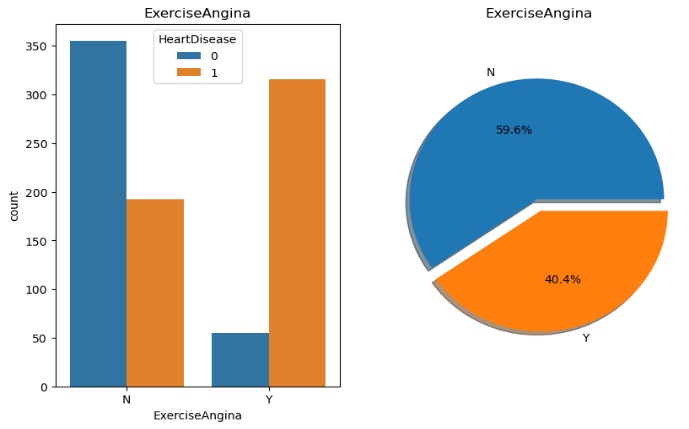 ExerciseAngina
HeartDisease
0
1
350
300
250
200
150
100
50
0
count
N
Y
ExerciseAngina
ExerciseAngina
N
59.6%
40.4%
Y